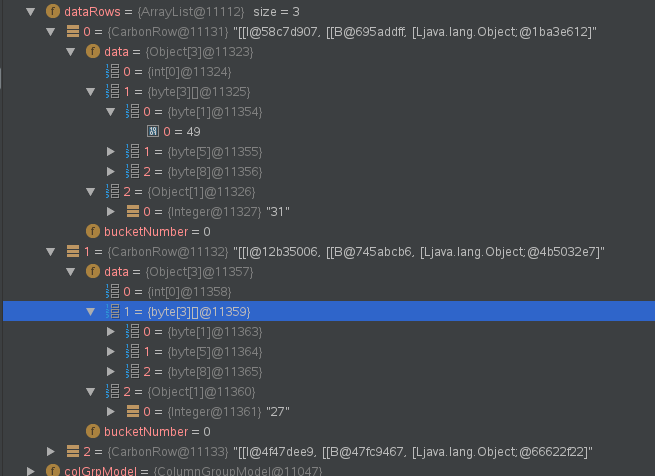 dataRows = {ArrayList@11112} size = 3
0 = {CarbonRow@11131} "[[I@58c7d907, [[B@695addff, [Ljava.lang.Object;@1ba3e612]"
data = {Object[3]@11323}
0 = {int[0]@11324}
1 = {byte[3][]@11325}
0 = {byte[1]@11354}
0 = 49
1 = {byte[5]@11355}
2 = {byte[8]@11356}
2 = {Object[1]@11326}
0 = {Integer@11327} "31"
bucketNumber = 0
1 = {CarbonRow@11132} "[[I@12b35006, [[B@745abcb6, [Ljava.lang.Object;@4b5032e7]"
data = {Object[3]@11357}
0 = {int[0]@11358}
1 = {byte[3][]@11359}
0 = {byte[1]@11363}
1 = {byte[5]@11364}
2 = {byte[8]@11365}
2 = {Object[1]@11360}
0 = {Integer@11361} "27"
bucketNumber = 0
2 = {CarbonRow@11133} "[[I@4f47dee9, [[B@47fc9467, [Ljava.lang.Object;@66622f22]"
colGrpModel = {ColumnGroupModel@11047}